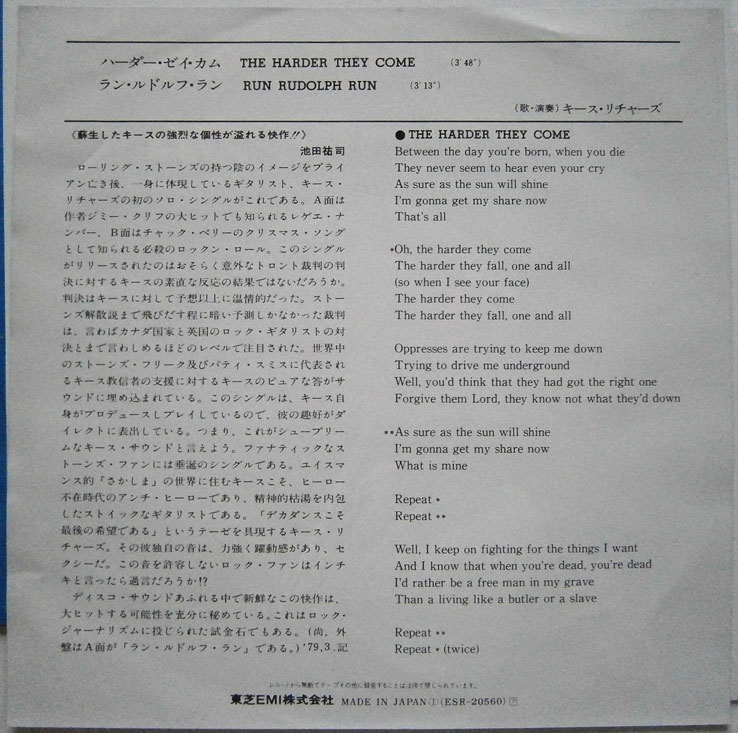 ハーダー・ゼイ・カム THE HARDER THEY COME (3'48")
ラン・ルドルフ・ラン RUN RUDOLPH RUN (3'13")
(歌・演奏) キース・リチャーズ
《蘇生したキースの強烈な個性が溢れる快作!!》
池田祐司
ローリング・ストーンズの持つ陰のイメージをブライ
アン亡き後、一身に体現しているギタリスト、キース・
リチャーズの初のソロ・シングルがこれである。A面は
作者ジミー・クリフの大ヒットでも知られるレゲエ・ナ
ンバー、B面はチャック・ベリーのクリスマス・ソング
として知られる必殺のロックン・ロール。このシングル
がリリースされたのはおそらく意外なトロント裁判の判
決に対するキースの素直な反応の結果ではないだろうか。
判決はキースに対して予想以上に温情的だった。ストー
ンズ解散説まで飛びだす程に暗い予測しかなかった裁判
は、言わばカナダ国家と英国のロック・ギタリストの対
決とまで言わしめるほどのレベルで注目された。世界中
のストーンズ・フリーク及びパティ・スミスに代表され
るキース教信者の支援に対するキースのピュアな答がサ
ウンドに埋め込まれている。このシングルは、キース自
身がプロデュースしプレイしているので、彼の趣好がダ
イレクトに表出している。つまり、これがシュープリー
ムなキース・サウンドと言えよう。ファナティックなス
トーンズ・ファンには垂涎のシングルである。ユイスマ
ンス的「さかしま」の世界に住むキースこそ、ヒーロー
不在時代のアンチ・ヒーローであり、精神的枯湯を内包
したストイックなギタリストである。「デカダンスこそ
最後の希望である」というテーゼを具現するキース・リ
チャーズ。その彼独自の音は、力強く躍動感があり、セ
クシーだ。この音を許容しないロック・ファンはインチ
キと言ったら過言だろうか!?
ディスコ・サウンドあふれる中で新鮮なこの快作は、
大ヒットする可能性を充分に秘めている。これはロック・
ジャーナリズムに投じられた試金石でもある。(尚、外
盤はA面が「ラン・ルドルフ・ラン」である。)'79.3.記
●THE HARDER THEY COME
Between the day you're born, when you die
They never seem to hear even your cry
As sure as the sun will shine
I'm gonna get my share now
That's all
*Oh, the harder they come
The harder they fall, one and all
(so when I see your face)
The harder they come
The harder they fall, one and all
Oppresses are trying to keep me down
Trying to drive me underground
Well, you'd think that they had got the right one
Forgive them Lord, they know not what they'd down
**As sure as the sun will shine
I'm gonna get my share now
What is mine
Repeat *
Repeat **
Well, I keep on fighting for the things I want
And I know that when you're dead, you're dead
I'd rather be a free man in my grave
Than a living like a butler or a slave
Repeat **
Repeat * (twice)
レコードから無断でテープその他に録音することは法律で禁じられています。
東芝EMI株式会社 MADE IN JAPAN (I) (ESR-20560)